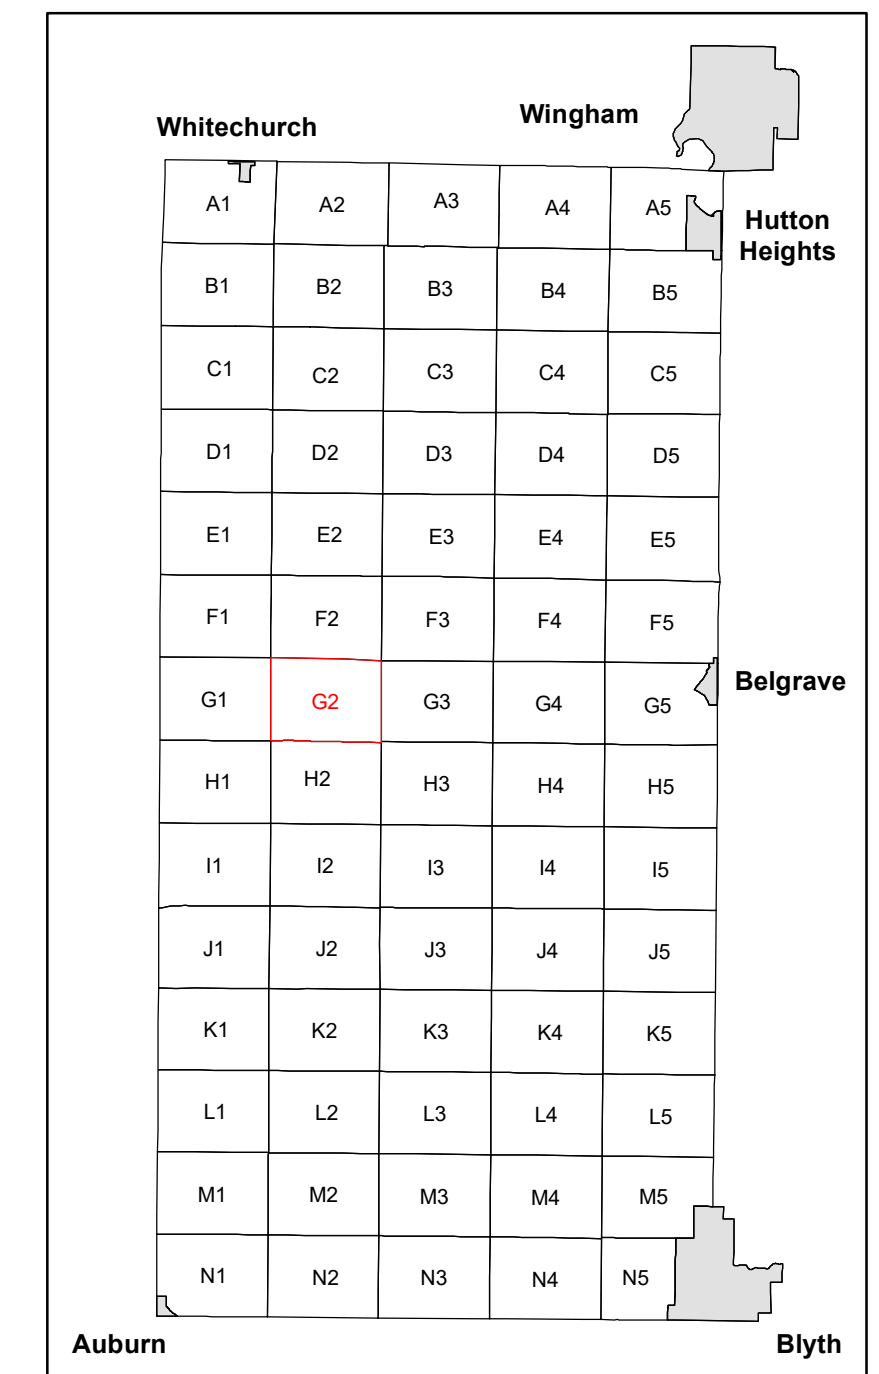 Wingham
Whitechurch
A1 A2 A3 A4 A5
Hutton
Heights
B1 B2 B3 B4 B5
C1 C2 C3 C4 C5
D1 D2 D3 D4 D5
E1 E2 E3 E4 E5
F1 F2 F3 F4 F5
Belgrave
G1 G2 G3 G4 G5
H1 H2 H3 H4 H5
I1 I2 I3 I4 I5
J1 J2 J3 J4 J5
K1 K2 K3 K4 K5
L1 L2 L3 L4 L5
M1 M2 M3 M4 M5
N1 N2 N3 N4 N5
Auburn
Blyth